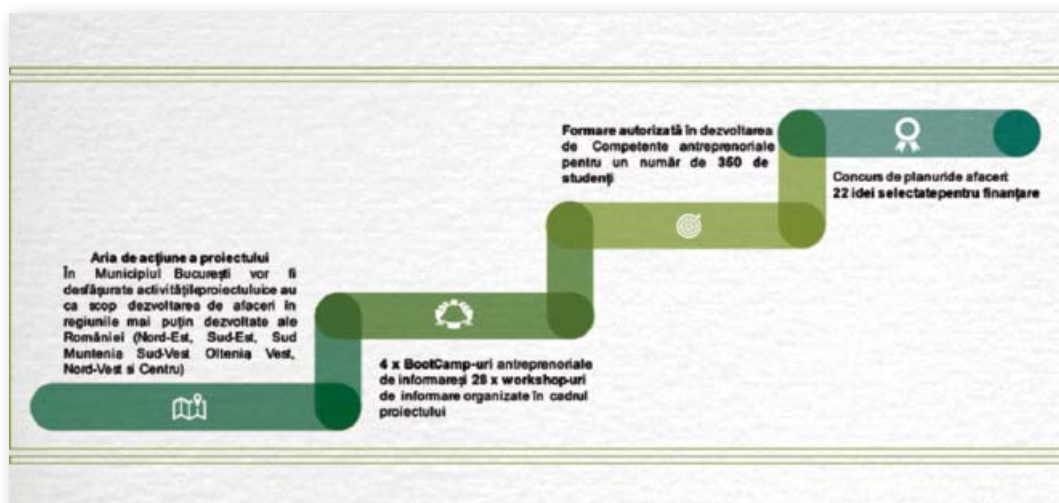 Aria de acțiune a proiectului
În Municipiul București vor fi
desfășurate activitățileproiectuluice au
ca scop dezvoltarea de afaceri în
regiunile mai puțin dezvoltate ale
României (Nord-Est, Sud-Est, Sud
Muntenia Sud-Vest Oltenia Vest,
Nord-Vest si Centru)
4 x BootCamp-uri antreprenoriale
de informareși 28 x workshop-uri
de informare organizate în cadrul
proiectului
Formare autorizată în dezvoltarea
de Competente antreprenoriale
pentru un număr de 350 de
studenți
Concurs de planuride afaceri
22 idei selectatepentru finanțare